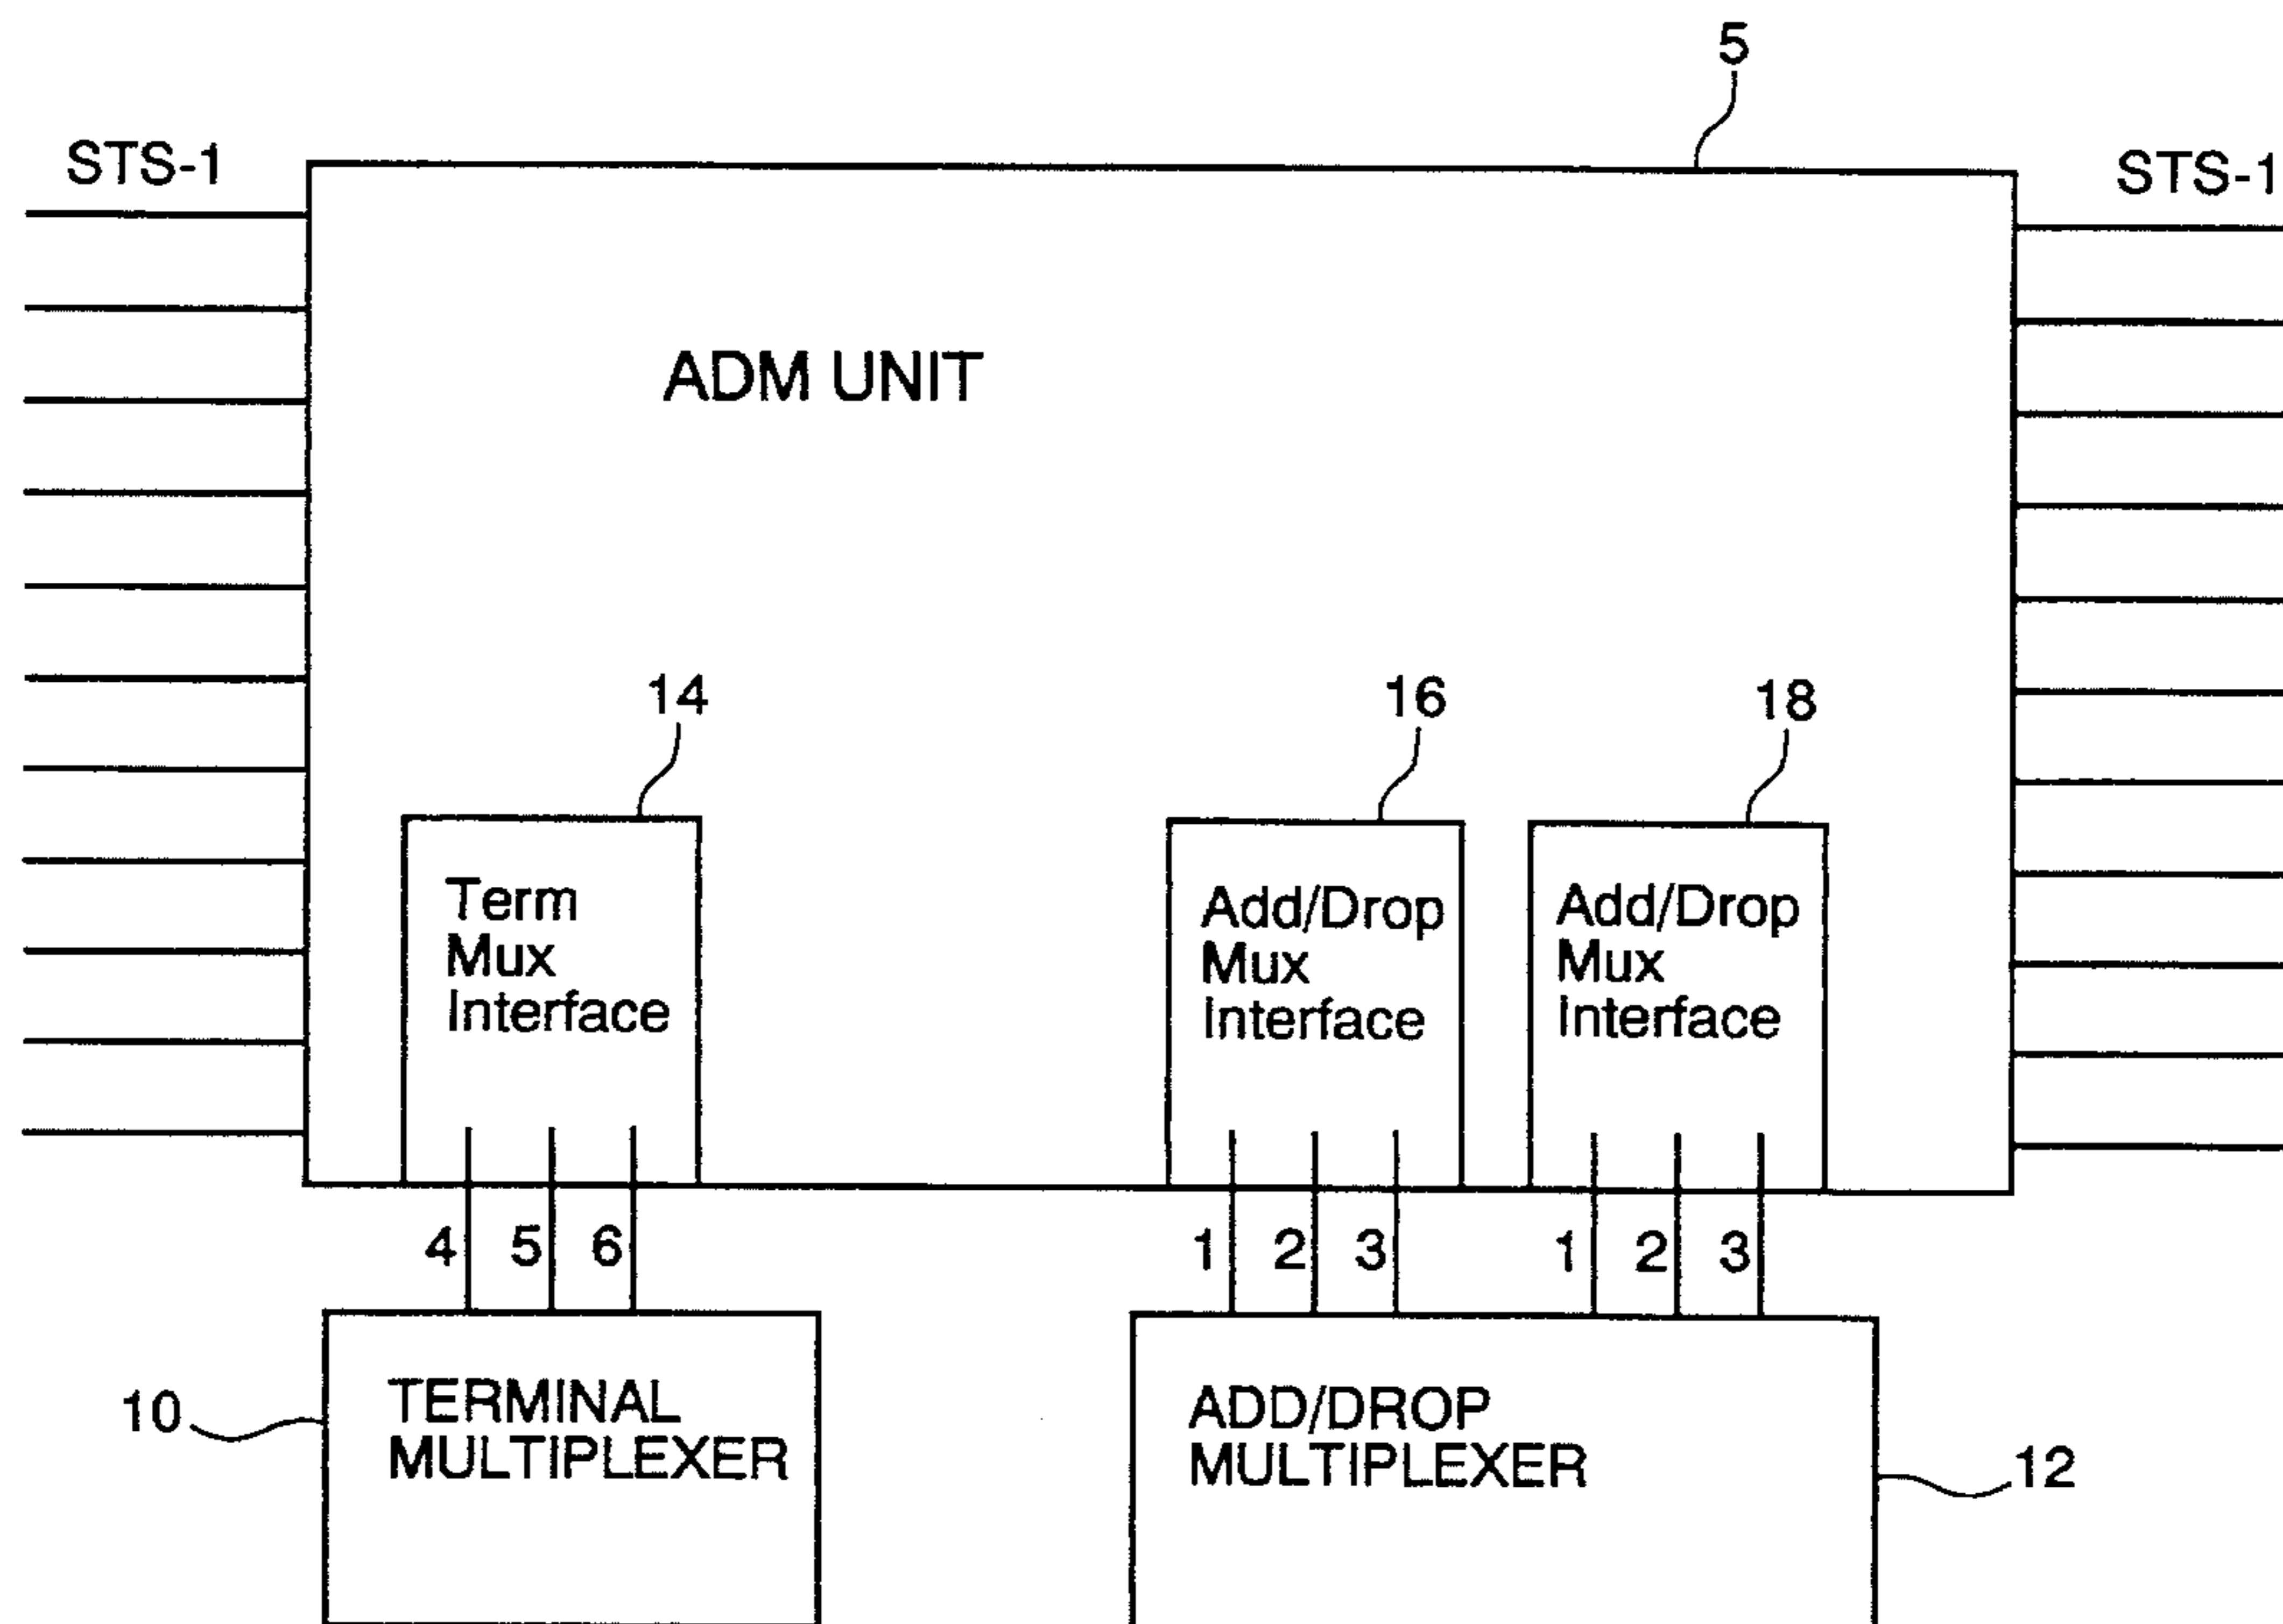 5
STS-1
STS-1
ADM UNIT
14
16
18
Term
Mux
Interface
Add/Drop
Mux
Interface
Add/Drop
Mux
Interface
4 5 6
1 2 3
1 2 3
10
TERMINAL
MULTIPLEXER
ADD/DROP
MULTIPLEXER
12